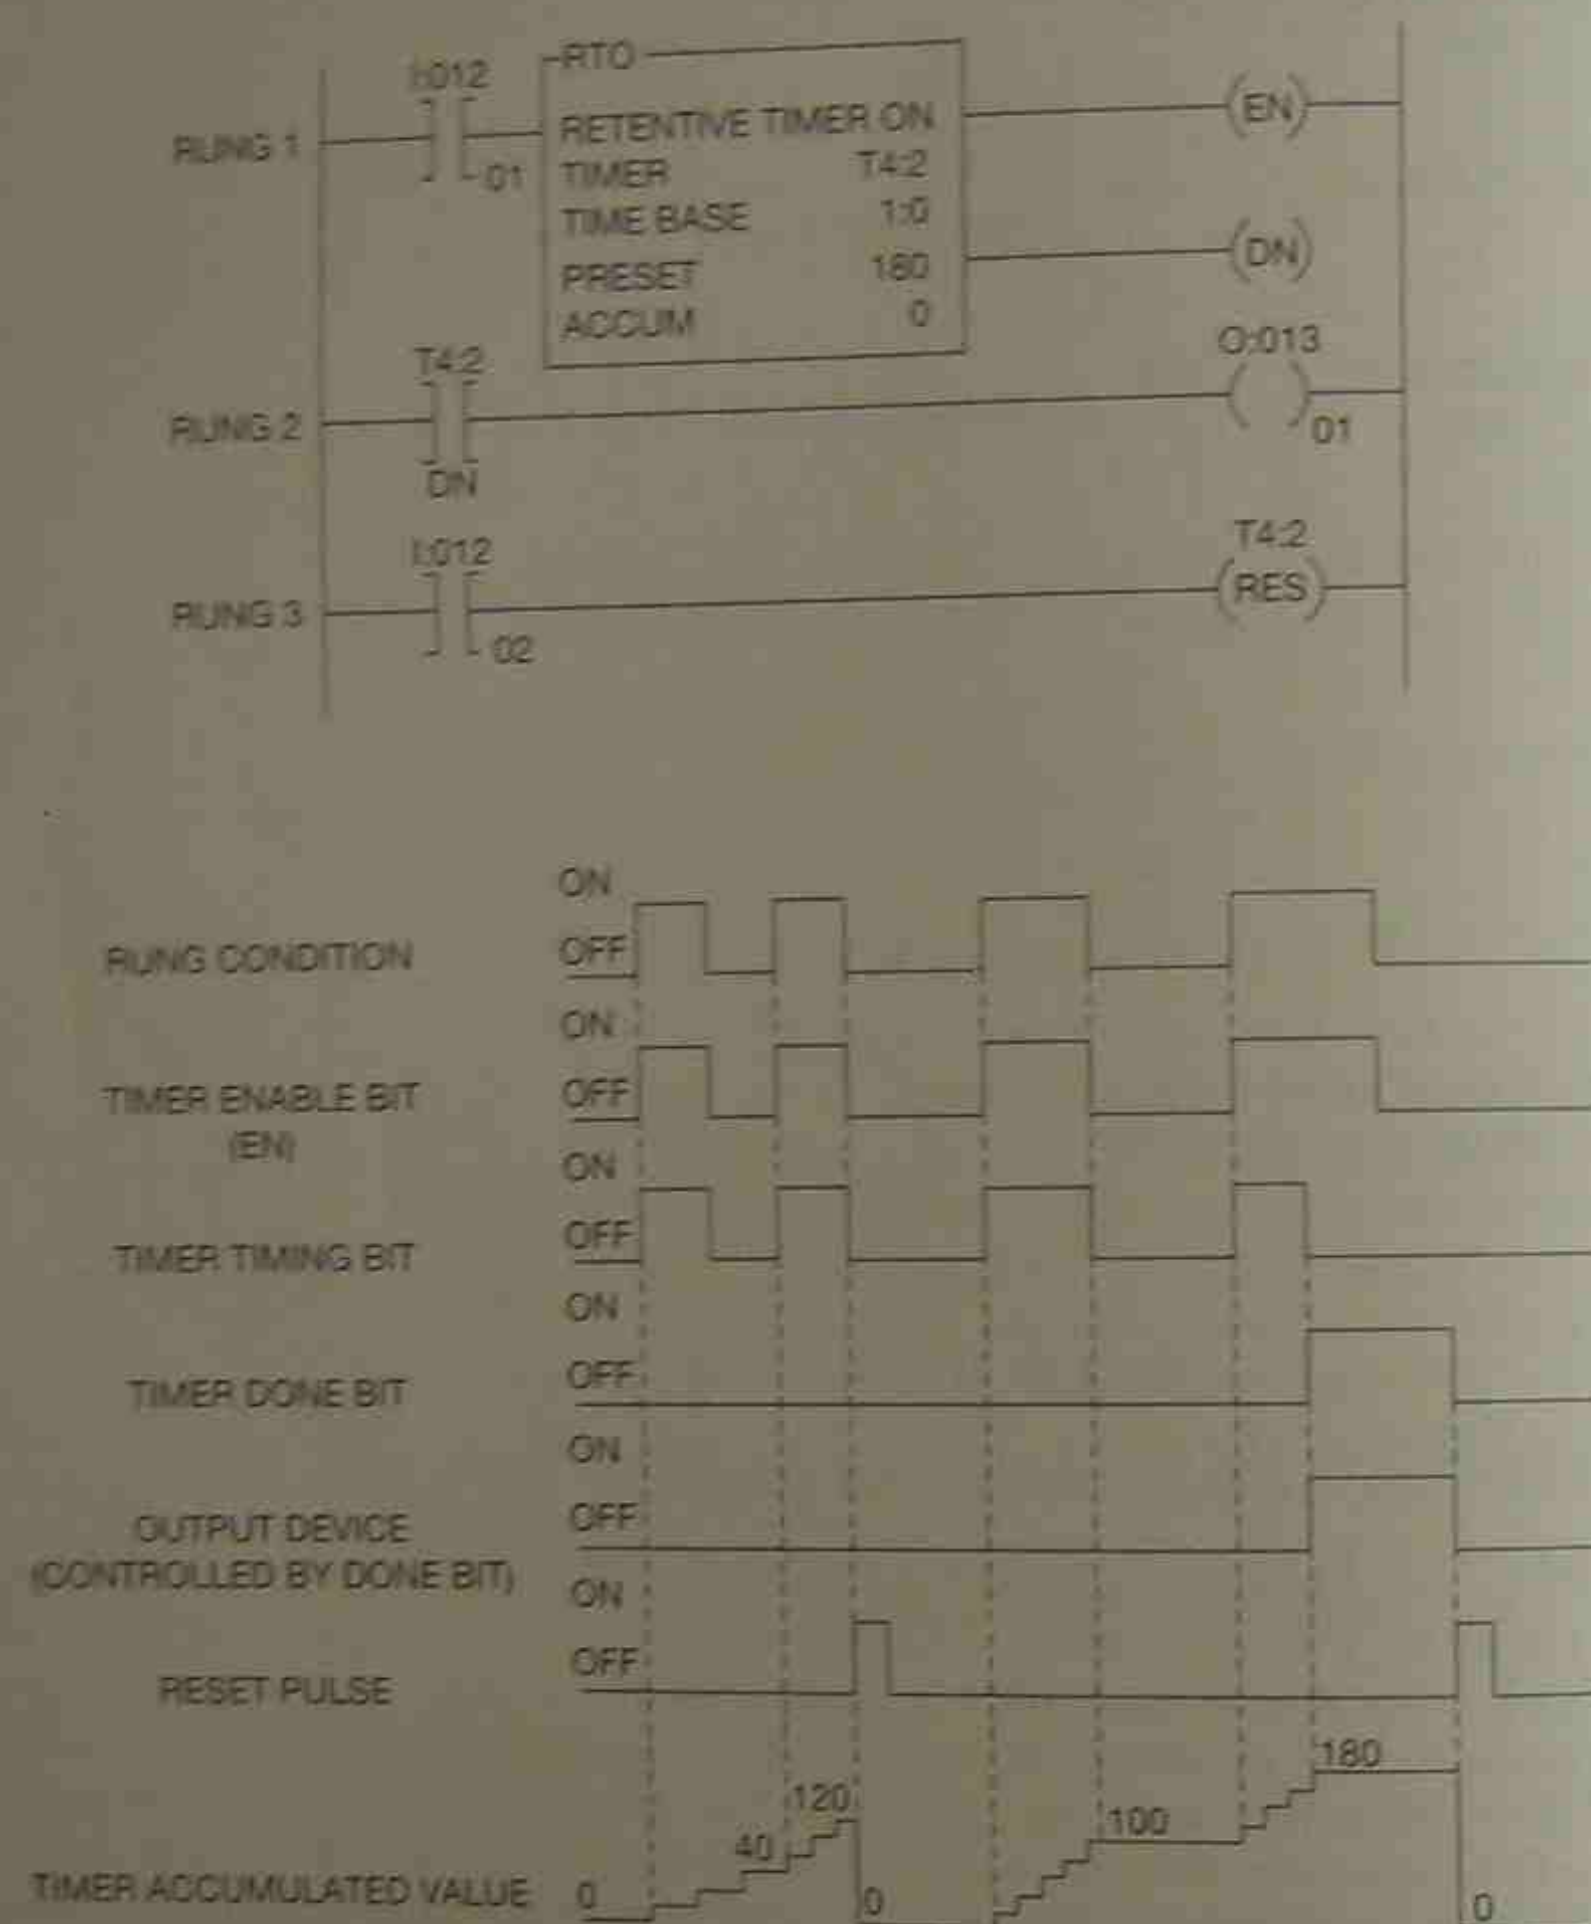 RTO
I:012
RUNG 1
01
RETENTIVE TIMER ON
TIMER T4:2
TIME BASE 1:0
PRESET 180
ACCUM 0
(EN)
(DN)
T4:2
O:013
RUNG 2
DN
01
I:012
T4:2
RUNG 3
(RES)
02
ON
RUNG CONDITION OFF
ON
TIMER ENABLE BIT OFF
(EN)
ON
TIMER TIMING BIT OFF
ON
TIMER DONE BIT OFF
ON
OUTPUT DEVICE OFF
(CONTROLLED BY DONE BIT)
ON
RESET PULSE OFF
180
120
100
40
TIMER ACCUMULATED VALUE 0 0 0